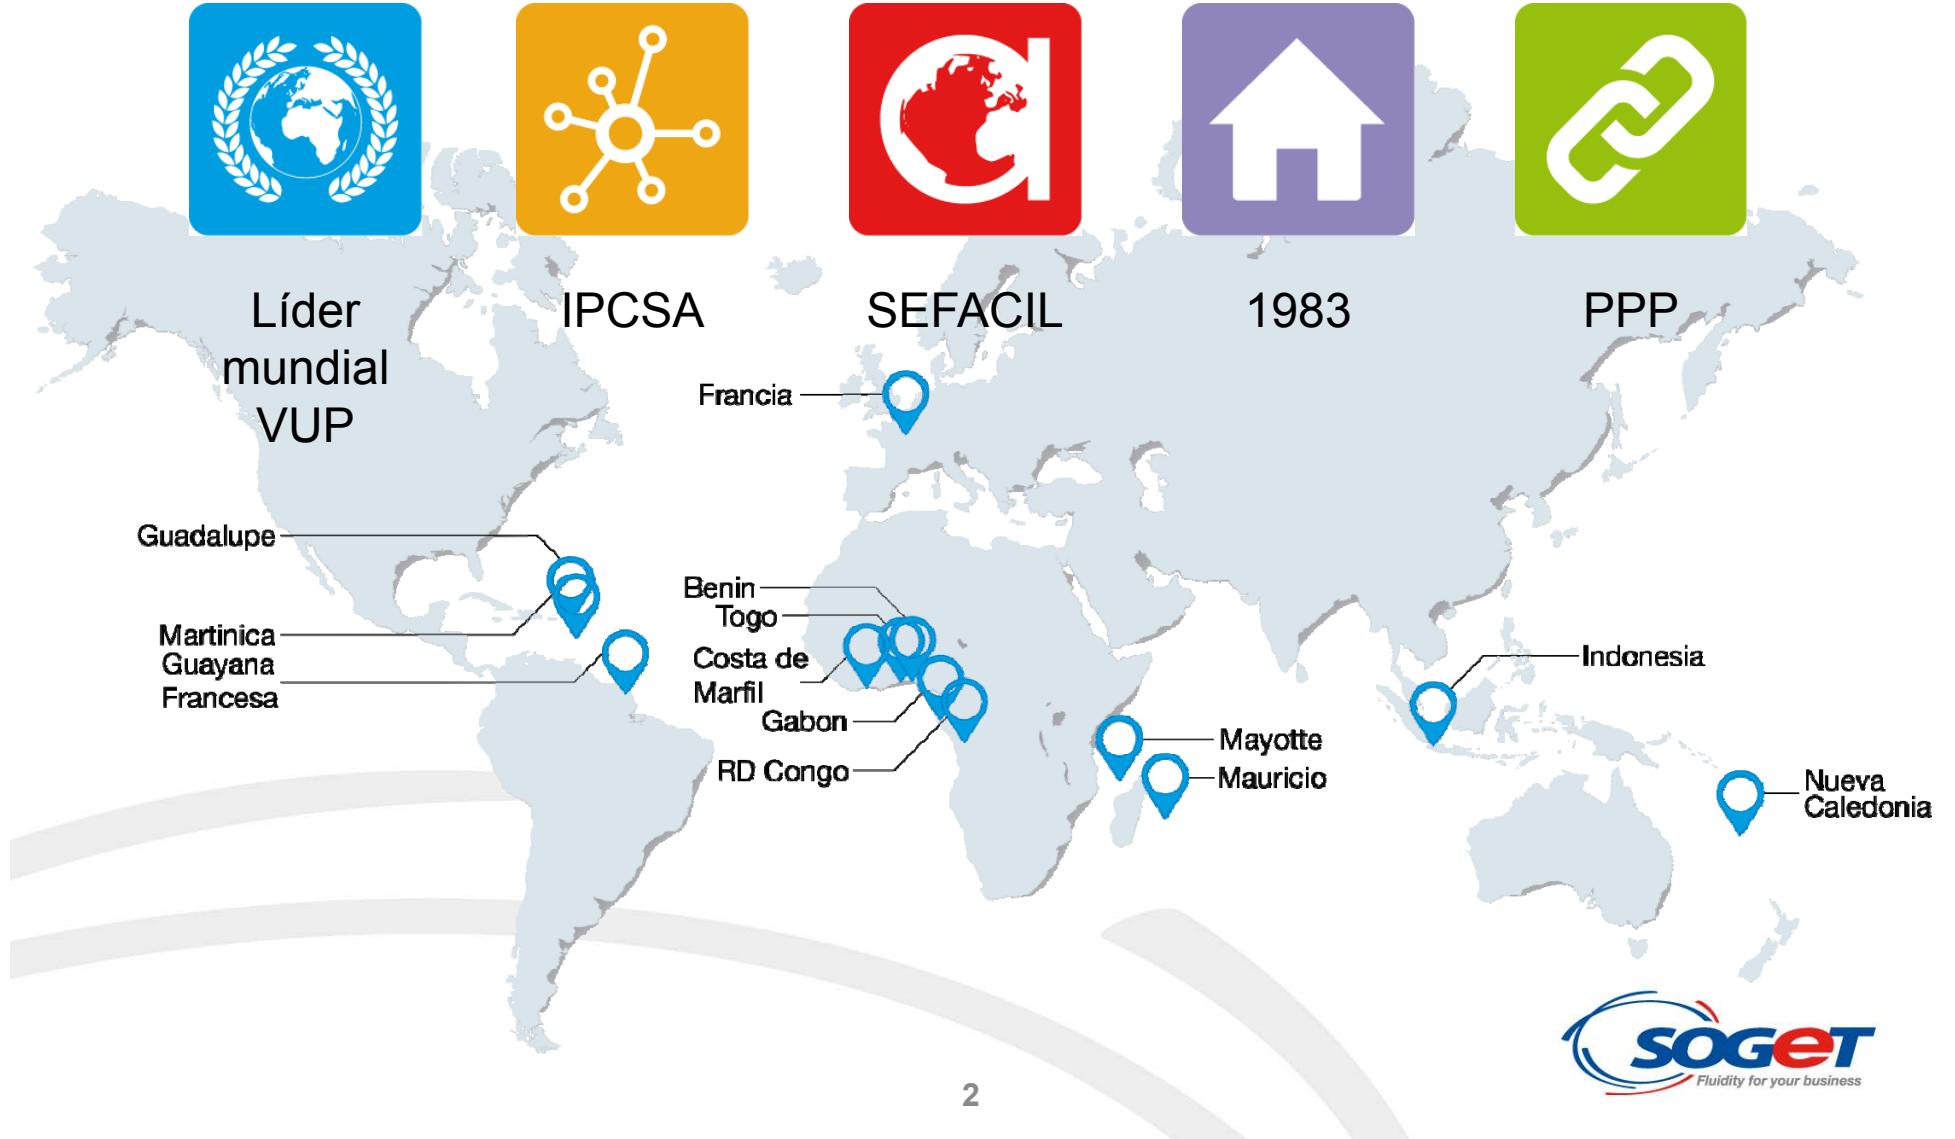 Líder
mundial
VUP
IPCSA
SEFACIL
1983
PPP
Francia
Guadalupe
Martinica
Guayana
Francesa
Benin
Togo
Costa de
Marfil
Gabon
RD Congo
Mayotte
Mauricio
Indonesia
Nueva
Caledonia
SOGeT
Fluidity for your business
2